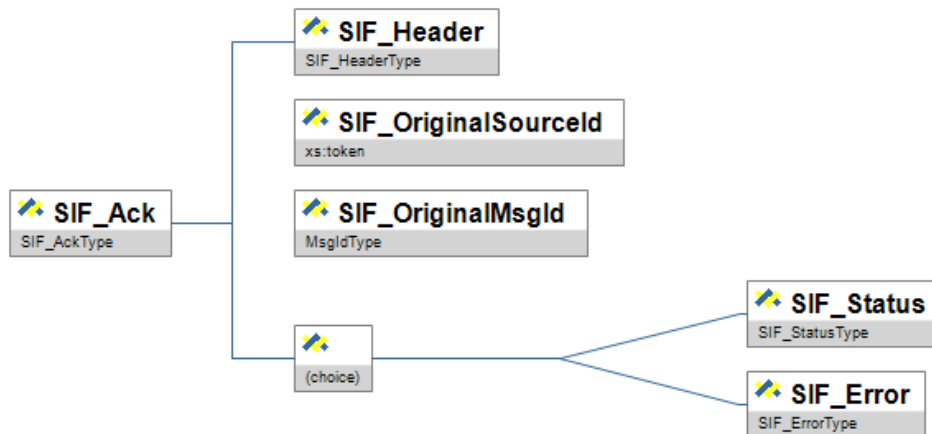 SIF_Header
SIF_HeaderType
SIF_OriginalSourceId
xs:token
SIF_Ack
SIF_AckType
SIF_OriginalMsgId
MsgIdType
SIF_Status
SIF_StatusType
(choice)
SIF_Error
SIF_ErrorType